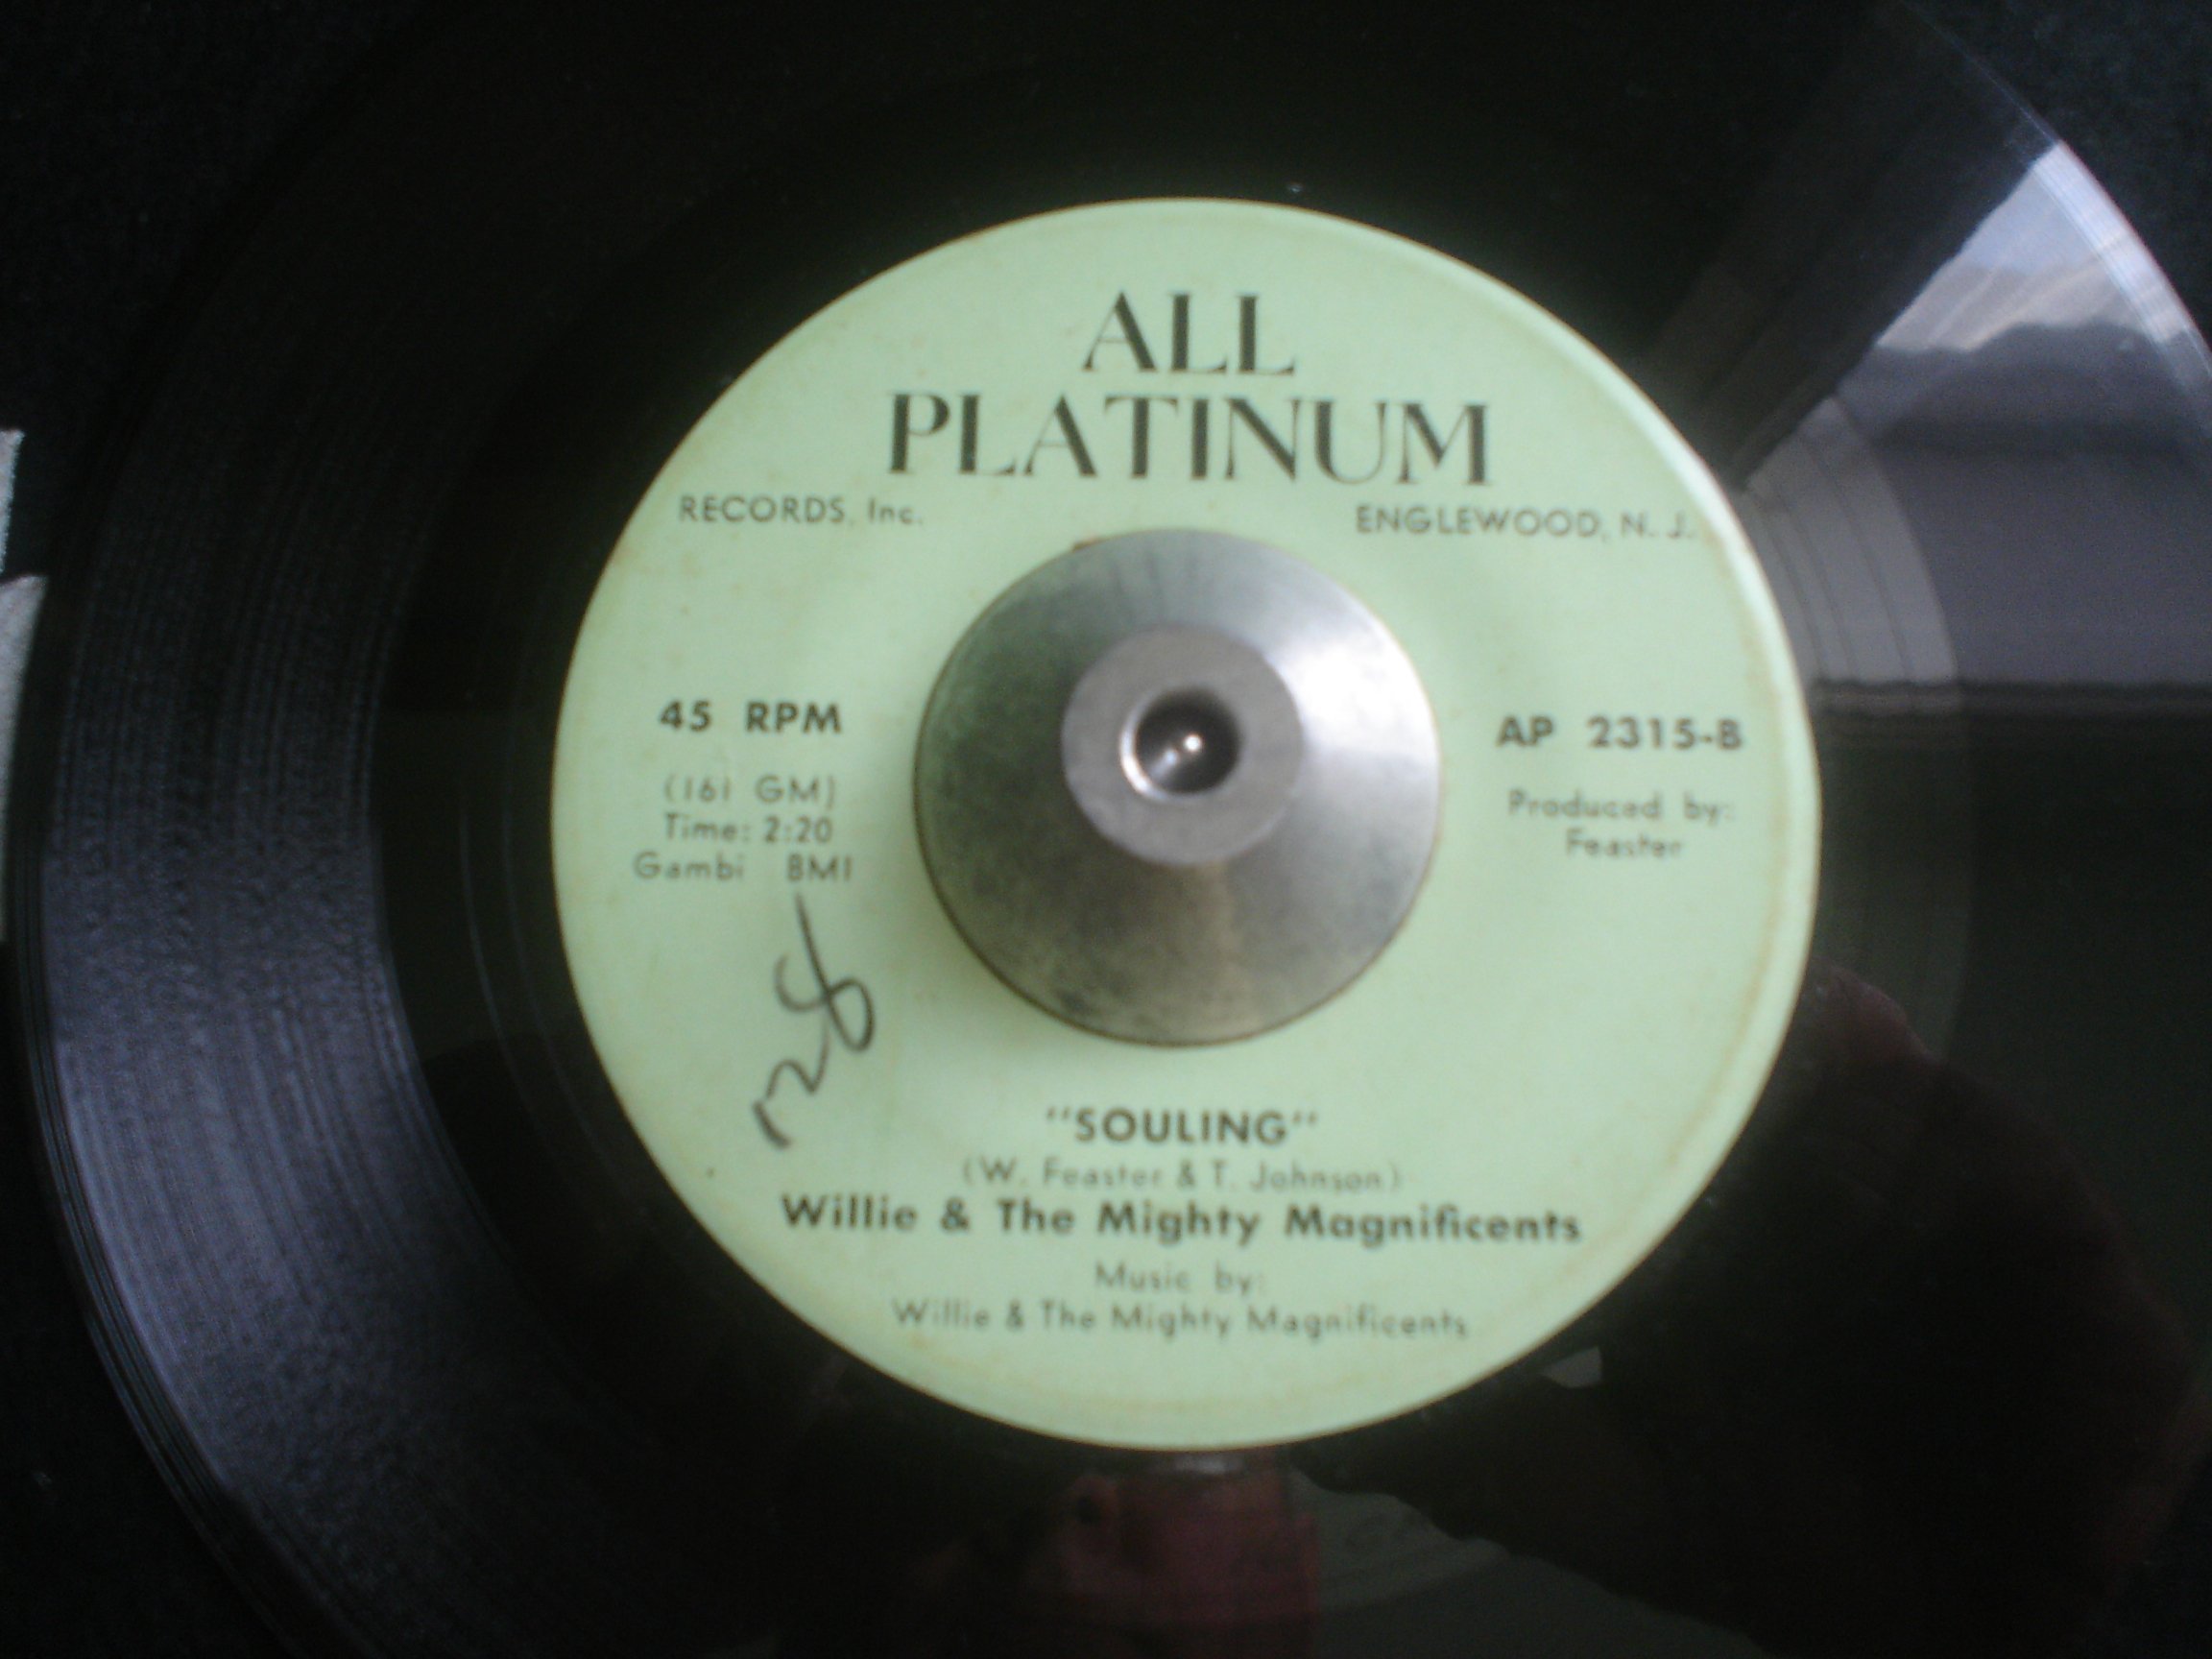 ALL
PLATINUM
RECORDS, Inc. ENGLEWOOD, N. J.
45 RPM
(161 GM)
Time: 2:20
Gambi BMI
AP 2315-B
Produced by:
Feaster
"SOULING"
(W. Feaster & T. Johnson)
Willie & The Mighty Magnificents
Music by:
Willie & The Mighty Magnificents